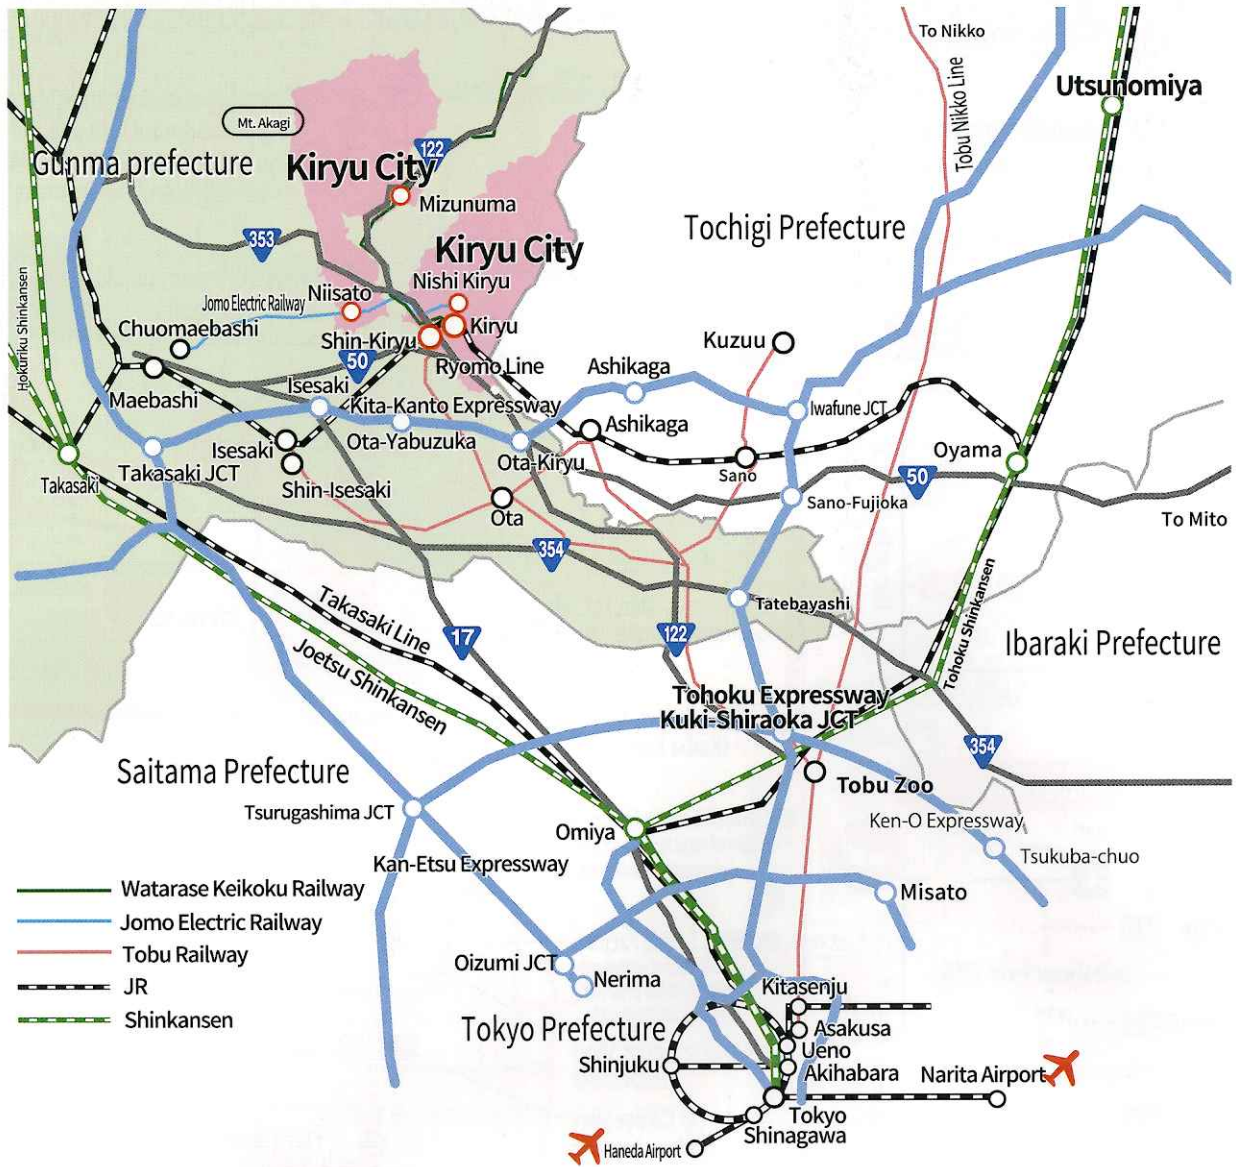 To Nikko
Tobu Nikko Line
Utsunomiya
Mt. Akagi
122
Gunma prefecture
Kiryu City
Mizunuma
353
Kiryu City
Tochigi Prefecture
Hokuriku Shinkansen
Jomo Electric Railway
Niisato
Nishi Kiryu
Chuomaebashi
Shin-Kiryu
Kiryu
Kuzuu
50
Ryomo Line
Ashikaga
Maebashi
Isesaki
Kita-Kanto Expressway
Iwafune JCT
Isesaki
Ota-Yabuzuka
Ashikaga
Takasaki
Takasaki JCT
Ota-Kiryu
Sano
Oyama
Shin-Isesaki
Ota
Sano-Fujioka
50
To Mito
354
Takasaki Line
Tatebayashi
Joetsu Shinkansen
17
122
Tohoku Shinkansen
Ibaraki Prefecture
Tohoku Expressway
Kuki-Shiraoka JCT
354
Saitama Prefecture
Tobu Zoo
Tsurugashima JCT
Omiya
Ken-O Expressway
Kan-Etsu Expressway
Tsukuba-chuo
Misato
Watarase Keikoku Railway
Jomo Electric Railway
Tobu Railway
JR
Shinkansen
Oizumi JCT
Nerima
Kitasenju
Tokyo Prefecture
Asakusa
Ueno
Shinjuku
Akihabara
Narita Airport
Tokyo
Shinagawa
Haneda Airport